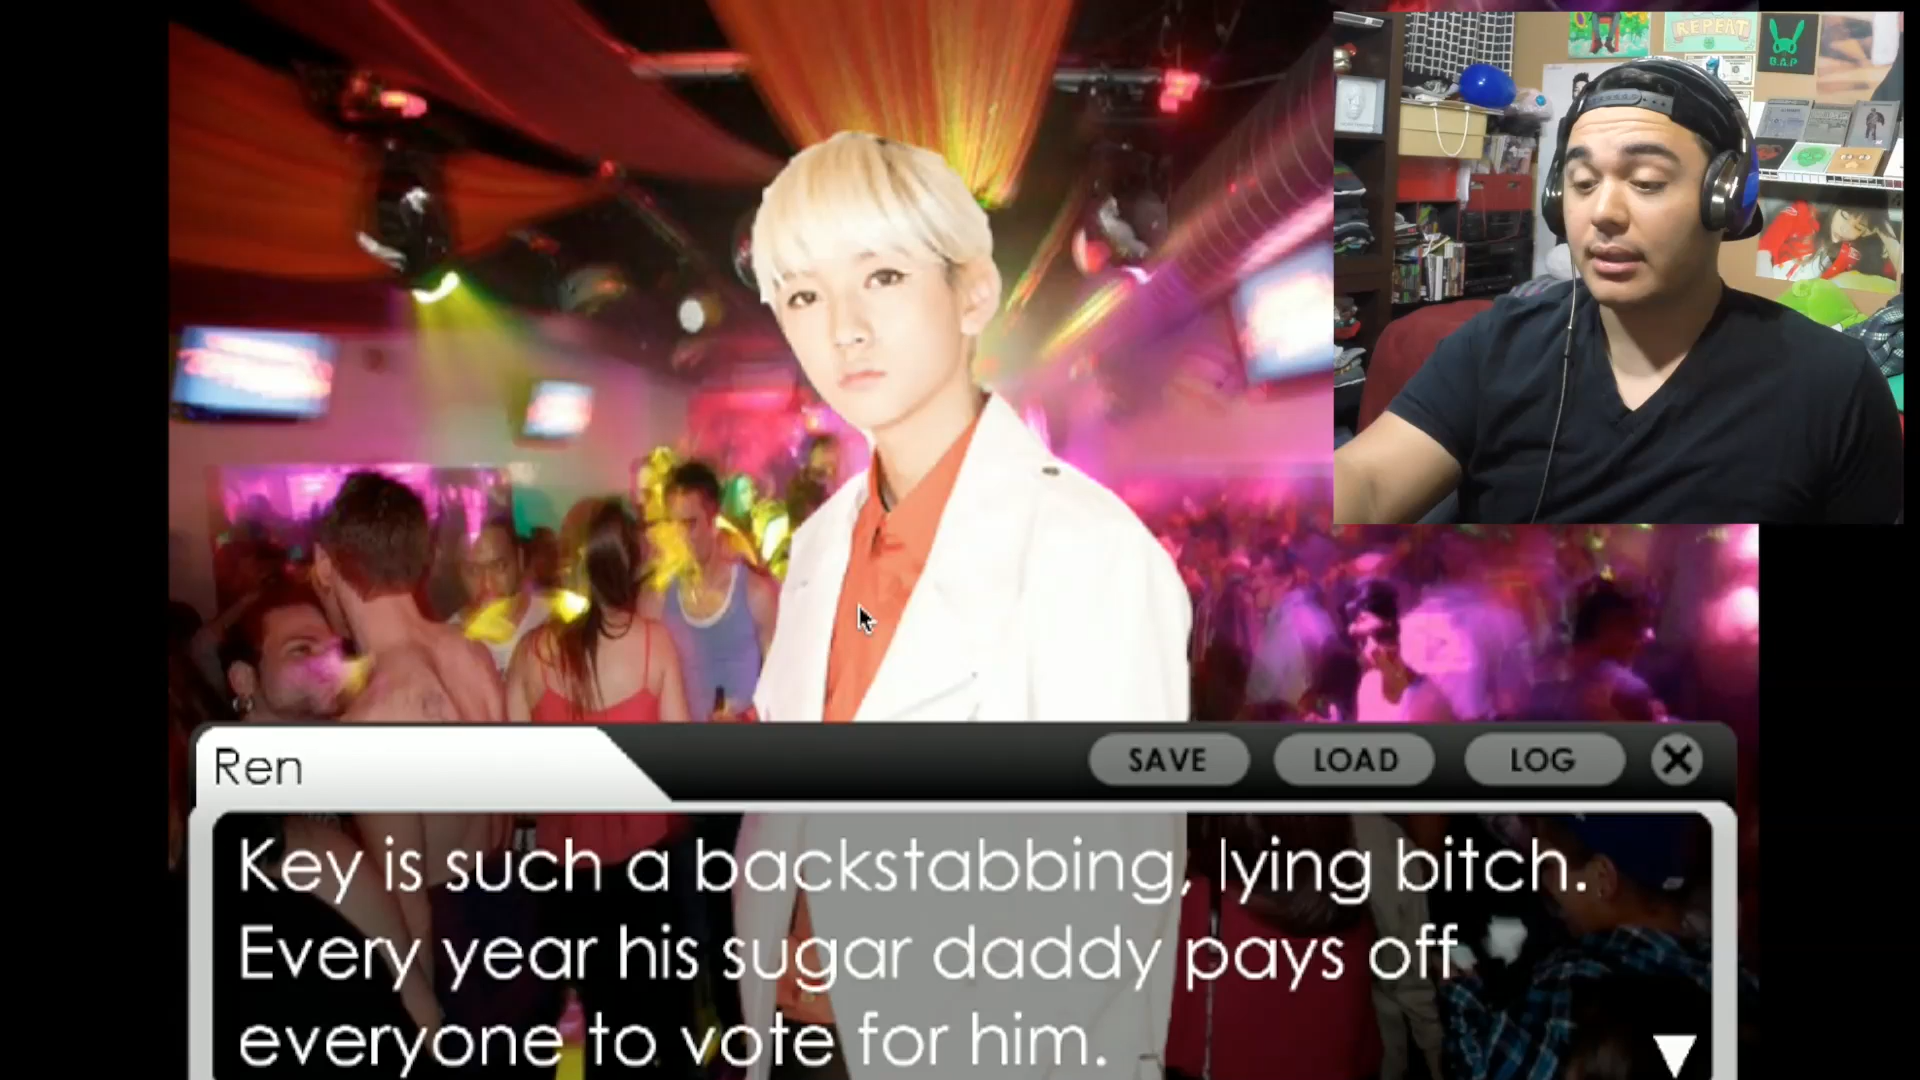 REPEAT
B.A.P
Ren
SAVE
LOAD
LOG
Key is such a backstabbing, lying bitch.
Every year his sugar daddy pays off
everyone to vote for him.